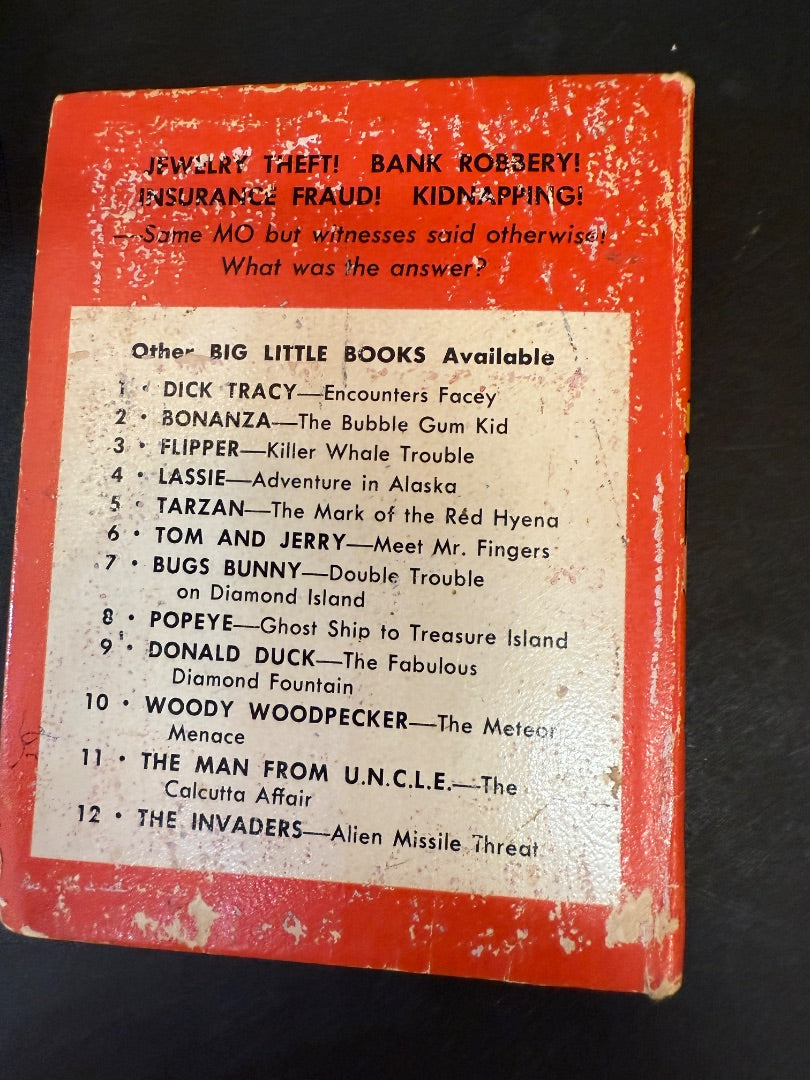 JEWELRY THEFT! BANK ROBBERY!
INSURANCE FRAUD! KIDNAPPING!
—Same MO but witnesses said otherwise!
What was the answer?
Other BIG LITTLE BOOKS Available
1 • DICK TRACY—Encounters Facey
2 • BONANZA—The Bubble Gum Kid
3 • FLIPPER—Killer Whale Trouble
4 • LASSIE—Adventure in Alaska
5 • TARZAN—The Mark of the Red Hyena
6 • TOM AND JERRY—Meet Mr. Fingers
7 • BUGS BUNNY—Double Trouble
on Diamond Island
8 • POPEYE—Ghost Ship to Treasure Island
9 • DONALD DUCK—The Fabulous
Diamond Fountain
10 • WOODY WOODPECKER—The Meteor
Menace
11 • THE MAN FROM U.N.C.L.E.—The
Calcutta Affair
12 • THE INVADERS—Alien Missile Threat